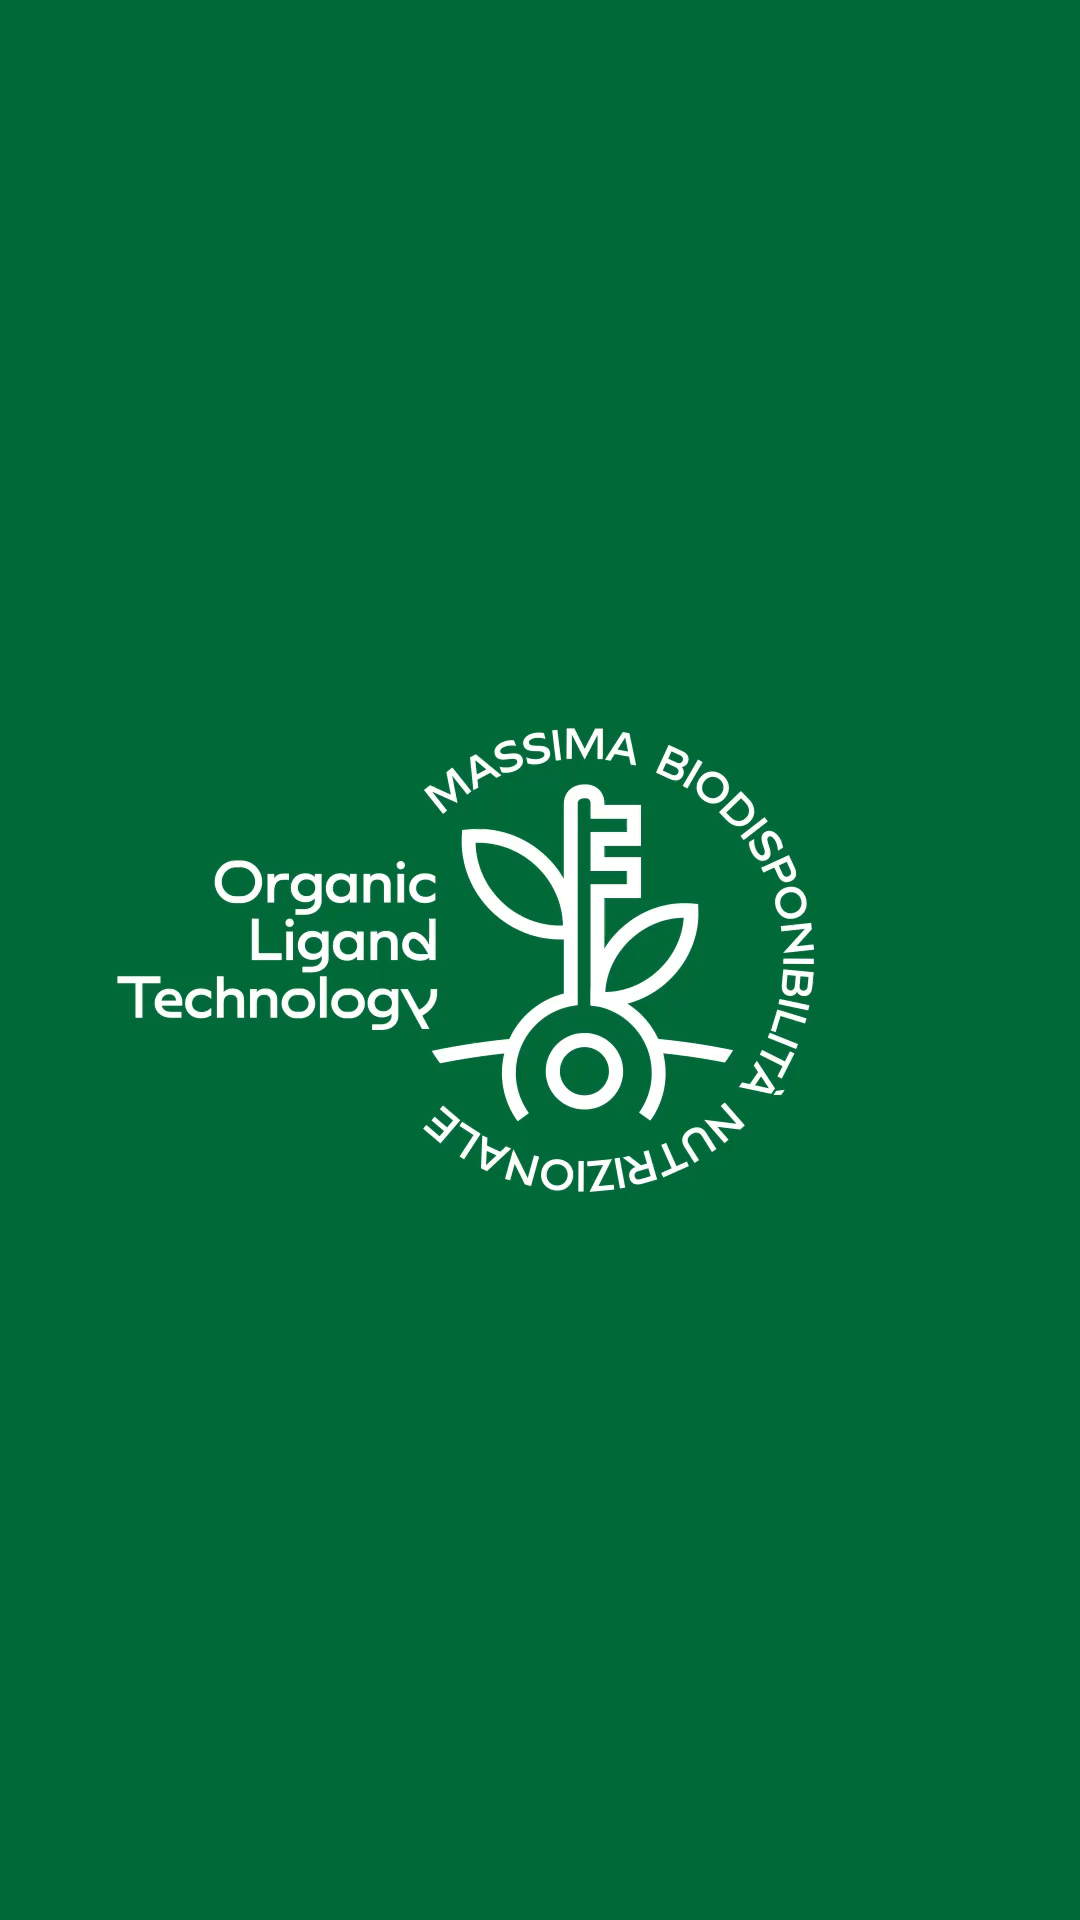 Organic
Ligand
Technology
MASSIMA BIODISPONIBILITÀ NUTRIZIONALE